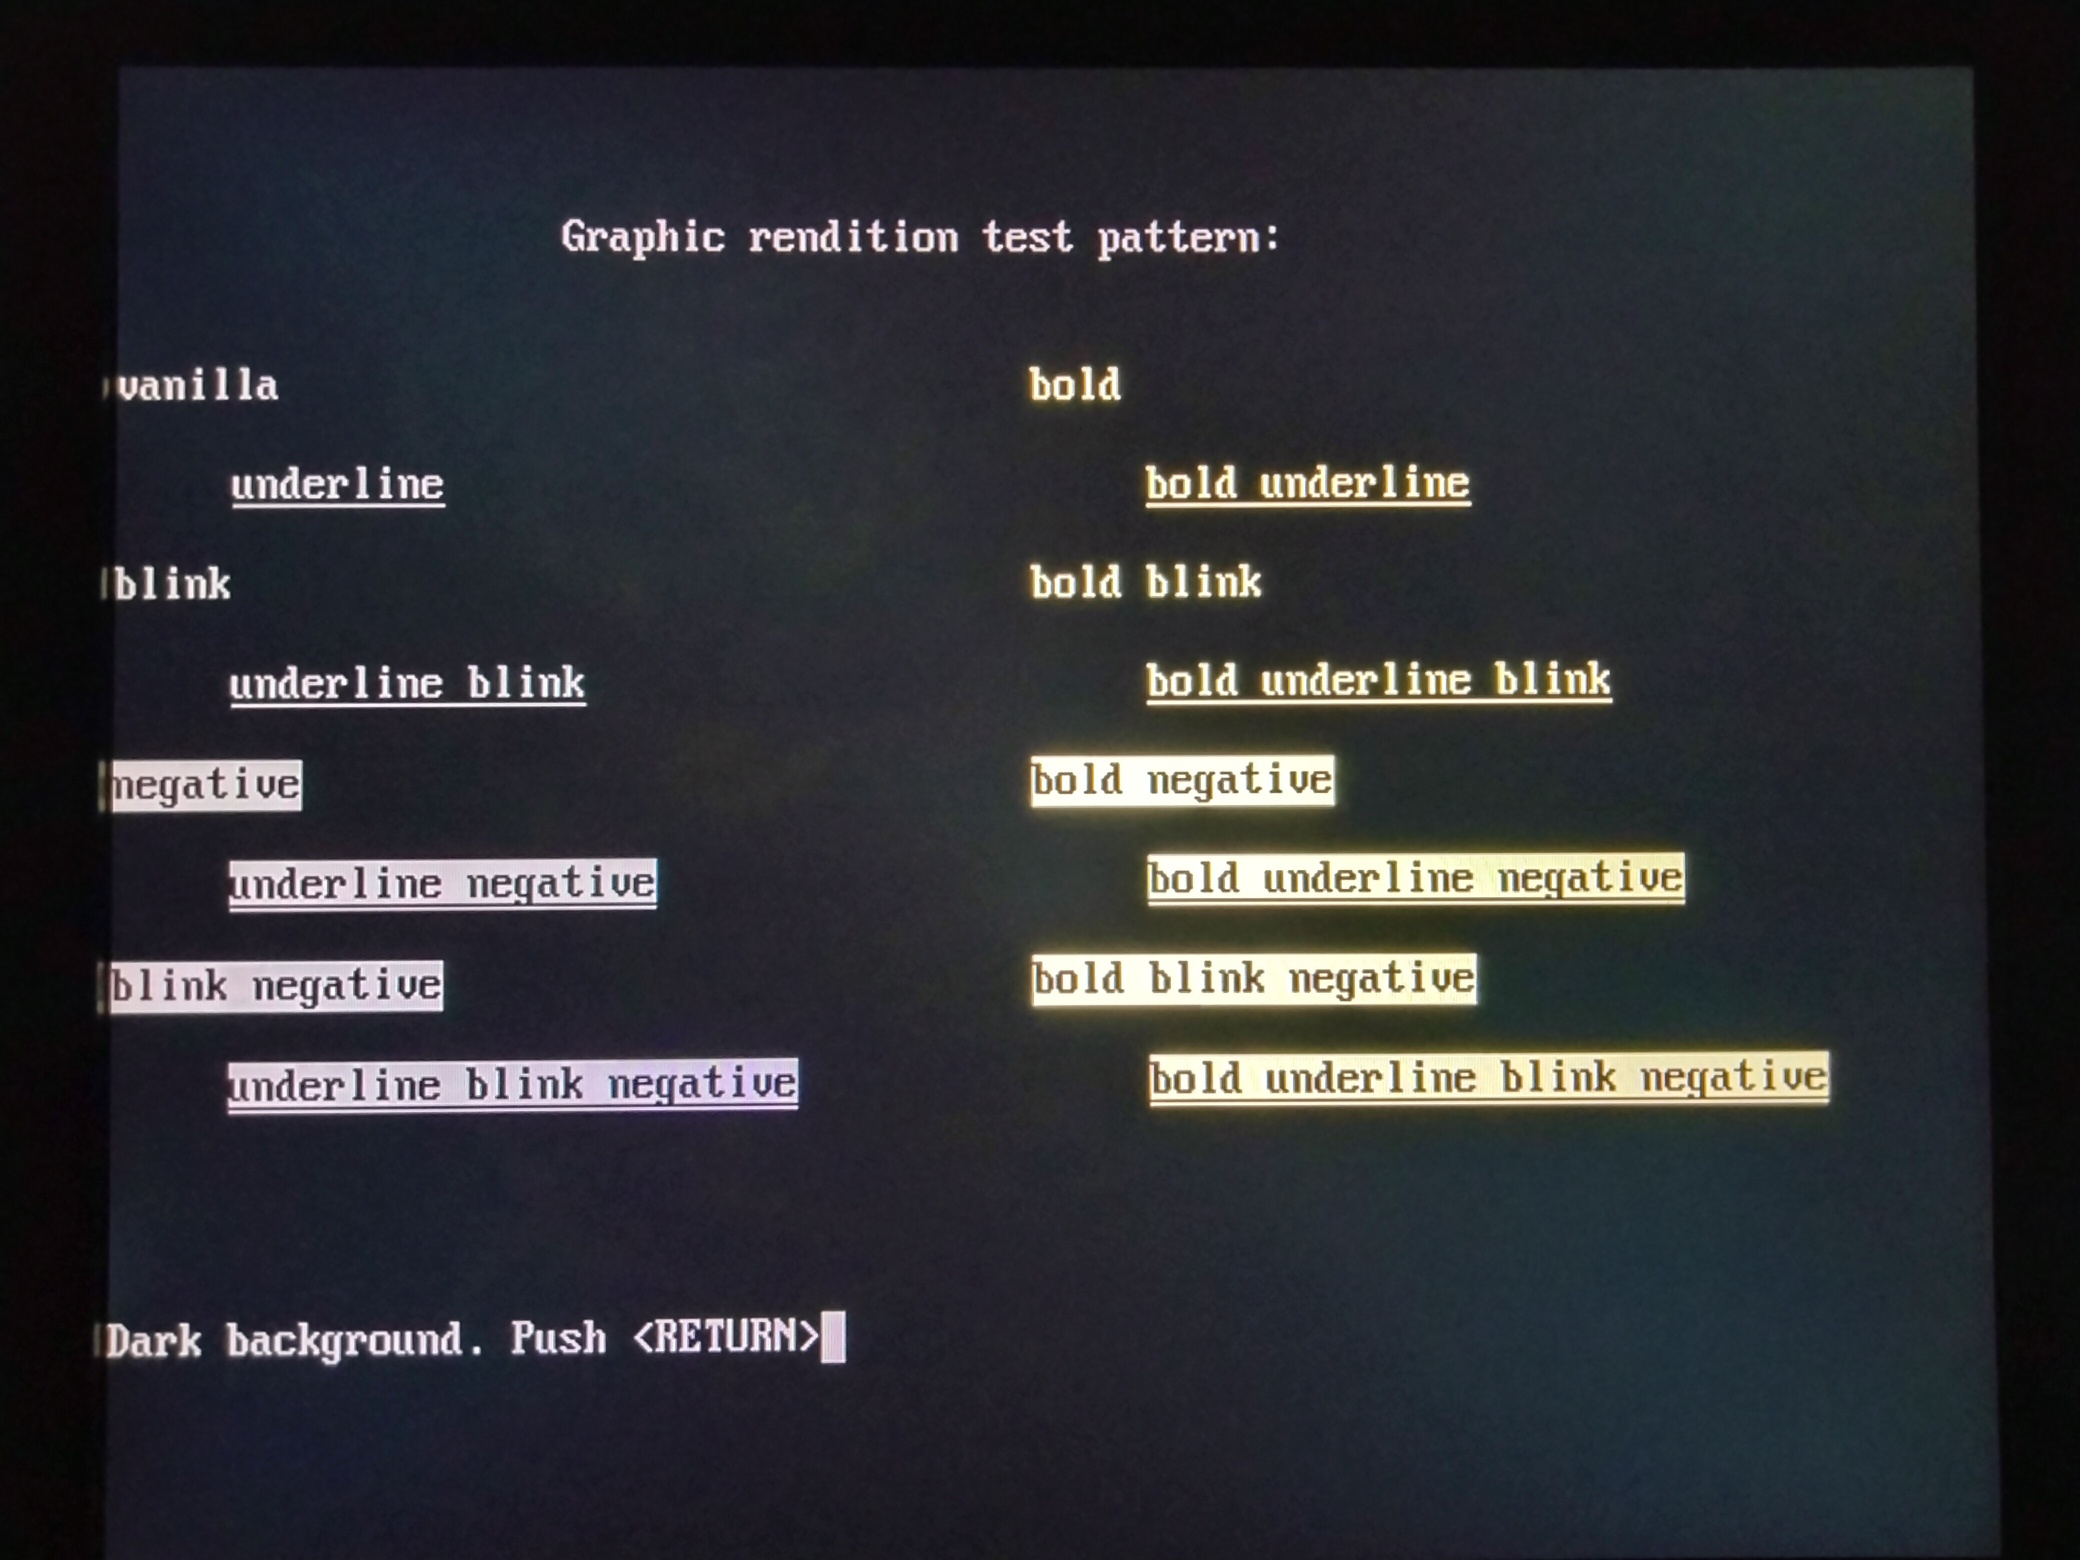 Graphic rendition test pattern:
vanilla bold
underline bold underline
blink bold blink
underline blink bold underline blink
negative bold negative
underline negative bold underline negative
blink negative bold blink negative
underline blink negative bold underline blink negative
Dark background. Push <RETURN>